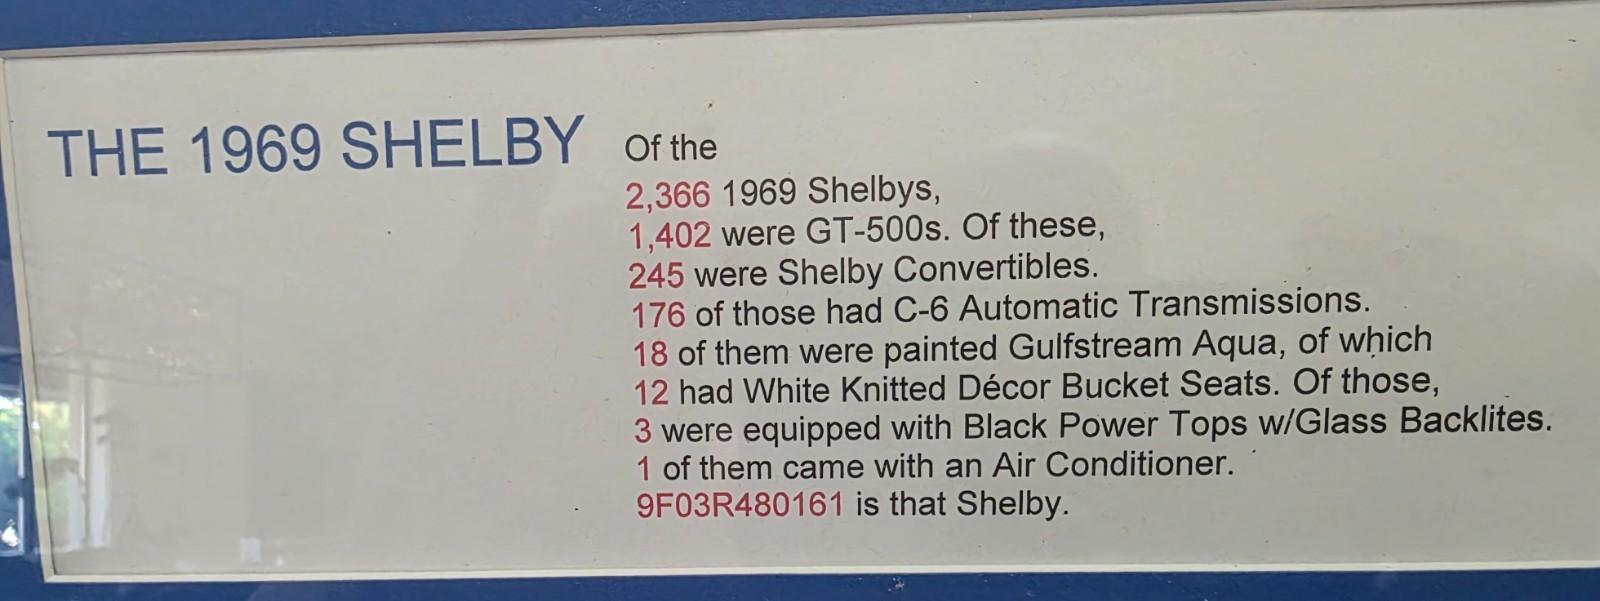 THE 1969 SHELBY
Of the
2,366 1969 Shelbys,
1,402 were GT-500s. Of these,
245 were Shelby Convertibles.
176 of those had C-6 Automatic Transmissions.
18 of them were painted Gulfstream Aqua, of which
12 had White Knitted Décor Bucket Seats. Of those,
3 were equipped with Black Power Tops w/Glass Backlites.
1 of them came with an Air Conditioner.
9F03R480161 is that Shelby.